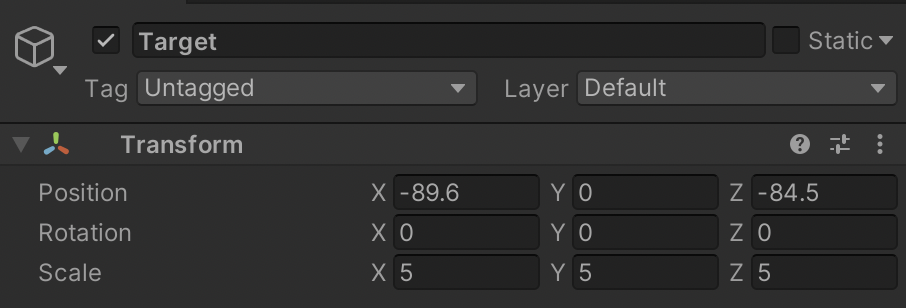 Target Static
Tag Untagged Layer Default
Transform
Position X -89.6 Y 0 Z -84.5
Rotation X 0 Y 0 Z 0
Scale X 5 Y 5 Z 5